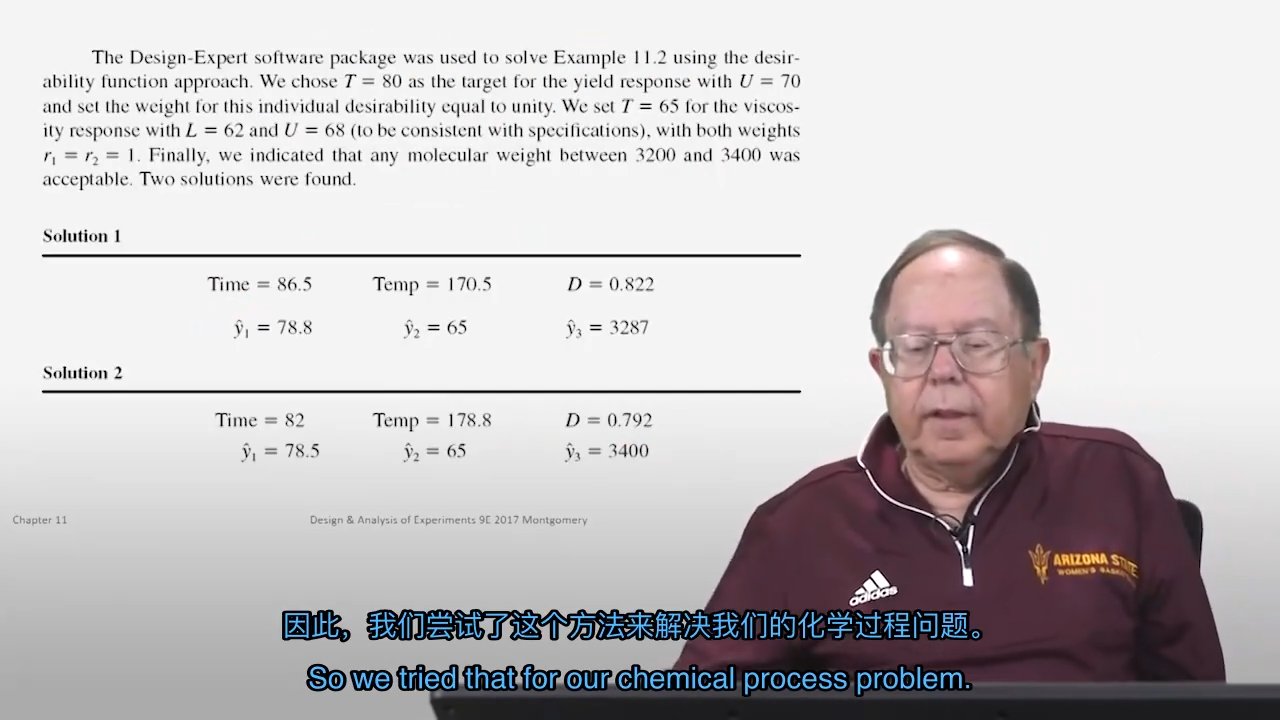 The Design-Expert software package was used to solve Example 11.2 using the desir-
ability function approach. We chose T = 80 as the target for the yield response with U = 70
and set the weight for this individual desirability equal to unity. We set T = 65 for the viscos-
ity response with L = 62 and U = 68 (to be consistent with specifications), with both weights
r₁ = r₂ = 1. Finally, we indicated that any molecular weight between 3200 and 3400 was
acceptable. Two solutions were found.
Solution 1
Time = 86.5 Temp = 170.5 D = 0.822
ŷ₁ = 78.8 ŷ₂ = 65 ŷ₃ = 3287
Solution 2
Time = 82 Temp = 178.8 D = 0.792
ŷ₁ = 78.5 ŷ₂ = 65 ŷ₃ = 3400
Chapter 11 Design & Analysis of Experiments 9E 2017 Montgomery
ARIZONA STATE
WOMEN'S
adidas
因此，我们尝试了这个方法来解决我们的化学过程问题。
So we tried that for our chemical process problem.